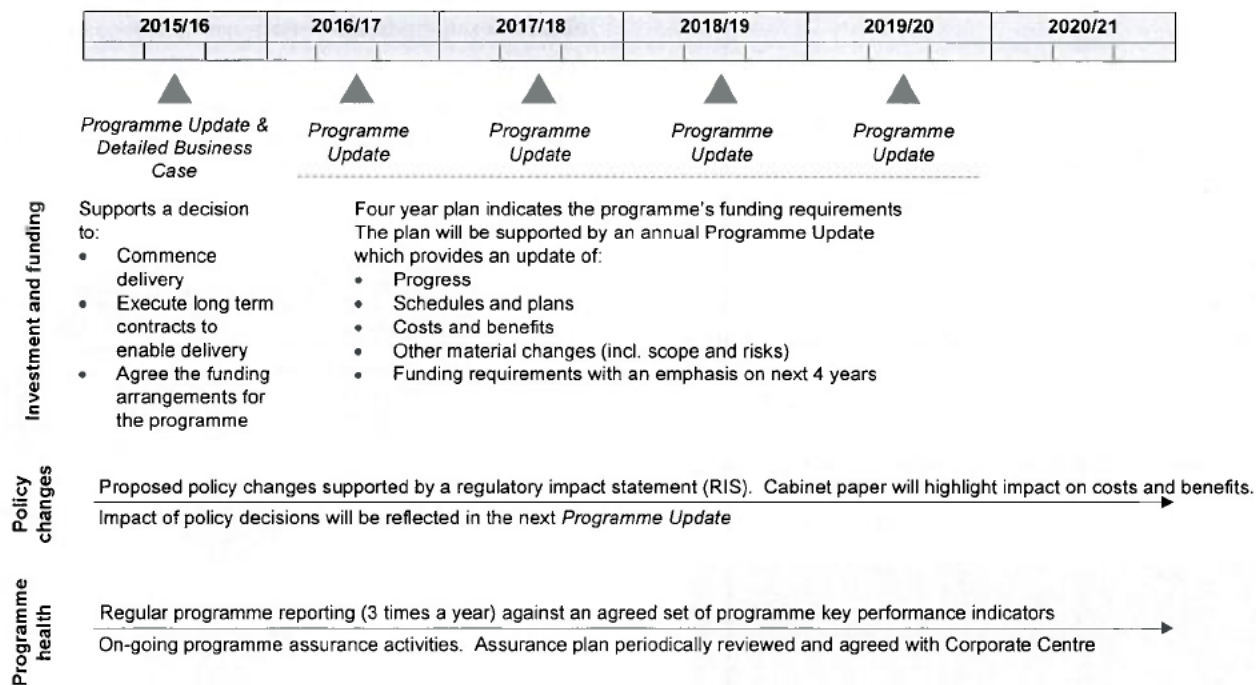 2015/16 2016/17 2017/18 2018/19 2019/20 2020/21
Programme Update &
Detailed Business
Case
Programme
Update
Programme
Update
Programme
Update
Programme
Update
Investment and funding
Supports a decision
to:
• Commence
delivery
• Execute long term
contracts to
enable delivery
• Agree the funding
arrangements for
the programme
Four year plan indicates the programme's funding requirements
The plan will be supported by an annual Programme Update
which provides an update of:
• Progress
• Schedules and plans
• Costs and benefits
• Other material changes (incl. scope and risks)
• Funding requirements with an emphasis on next 4 years
Policy
changes
Proposed policy changes supported by a regulatory impact statement (RIS). Cabinet paper will highlight impact on costs and benefits.
Impact of policy decisions will be reflected in the next Programme Update
Programme
health
Regular programme reporting (3 times a year) against an agreed set of programme key performance indicators
On-going programme assurance activities. Assurance plan periodically reviewed and agreed with Corporate Centre